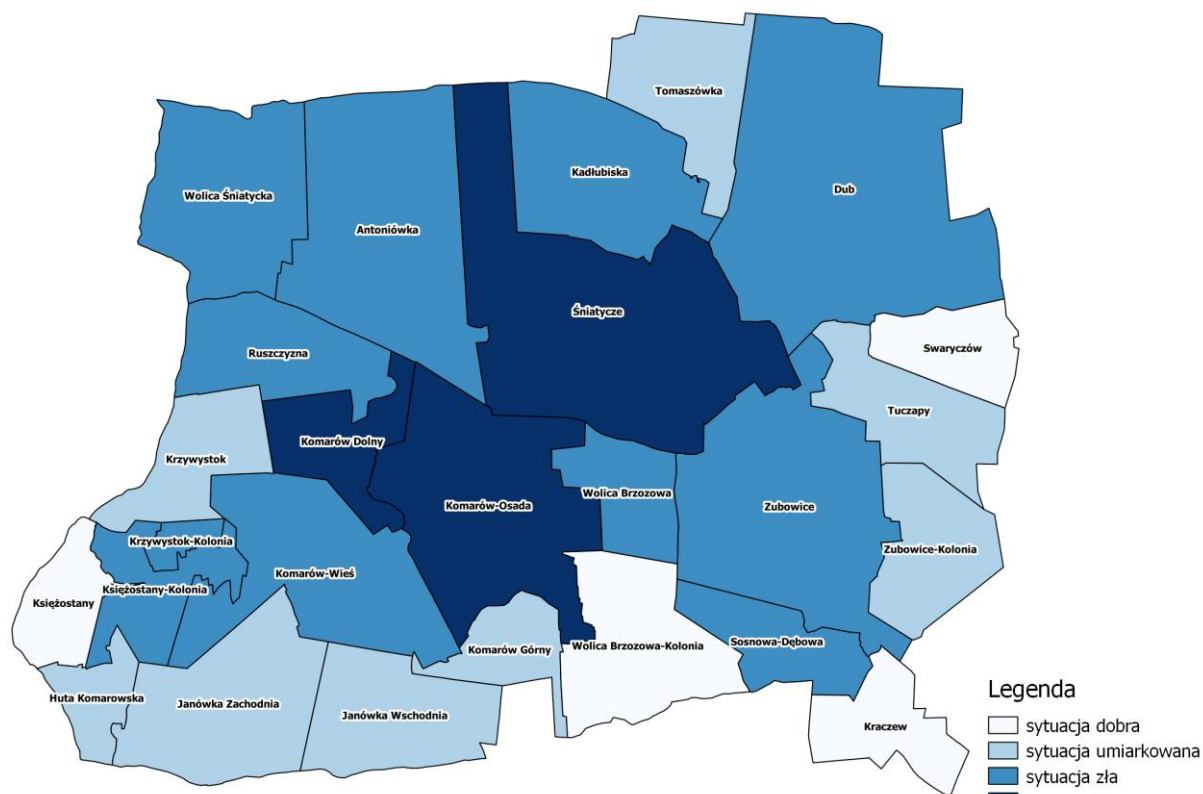 Tomaszówka
Kadłubiska
Dub
Wolica Śniatycka
Antoniówka
Śniatycze
Swaryczów
Ruszczyzna
Tuczapy
Komarów Dolny
Krzywystok
Wolica Brzozowa
Komarów-Osada
Zubowice
Krzywystok-Kolonia
Zubowice-Kolonia
Komarów-Wieś
Księżostany-Kolonia
Księżostany
Sosnowa-Dębowa
Wolica Brzozowa-Kolonia
Komarów Górny
Huta Komarowska
Janówka Zachodnia
Janówka Wschodnia
Kraczew
Legenda
sytuacja dobra
sytuacja umiarkowana
sytuacja zła